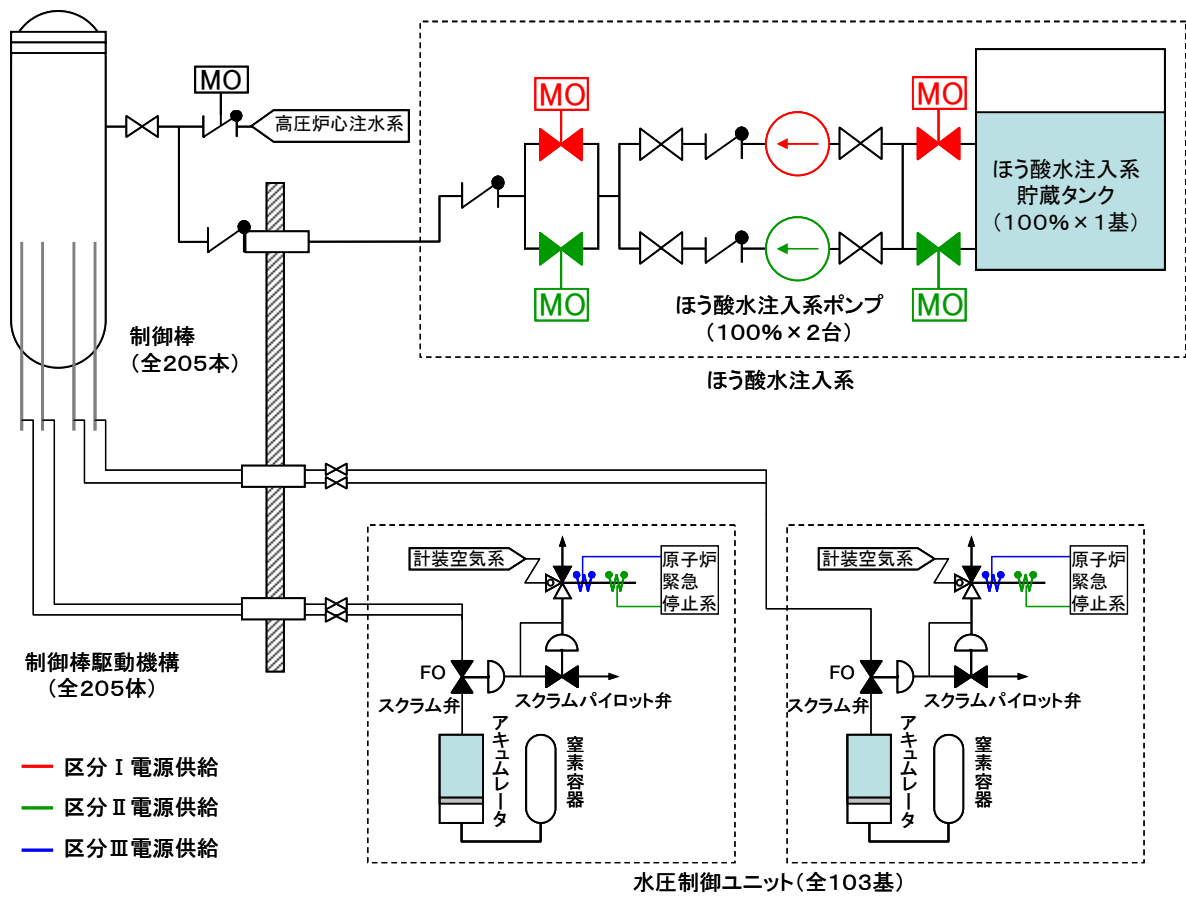 MO
高圧炉心注水系
MO
MO
MO
MO
ほう酸水注入系
貯蔵タンク
（100％×1基）
ほう酸水注入系ポンプ
（100％×2台）
ほう酸水注入系
制御棒
（全205本）
制御棒駆動機構
（全205体）
計装空気系
原子炉
緊急
停止系
FO
スクラム弁
スクラムパイロット弁
アキュムレータ
窒素容器
計装空気系
原子炉
緊急
停止系
FO
スクラム弁
スクラムパイロット弁
アキュムレータ
窒素容器
水圧制御ユニット（全103基）
区分Ⅰ電源供給
区分Ⅱ電源供給
区分Ⅲ電源供給